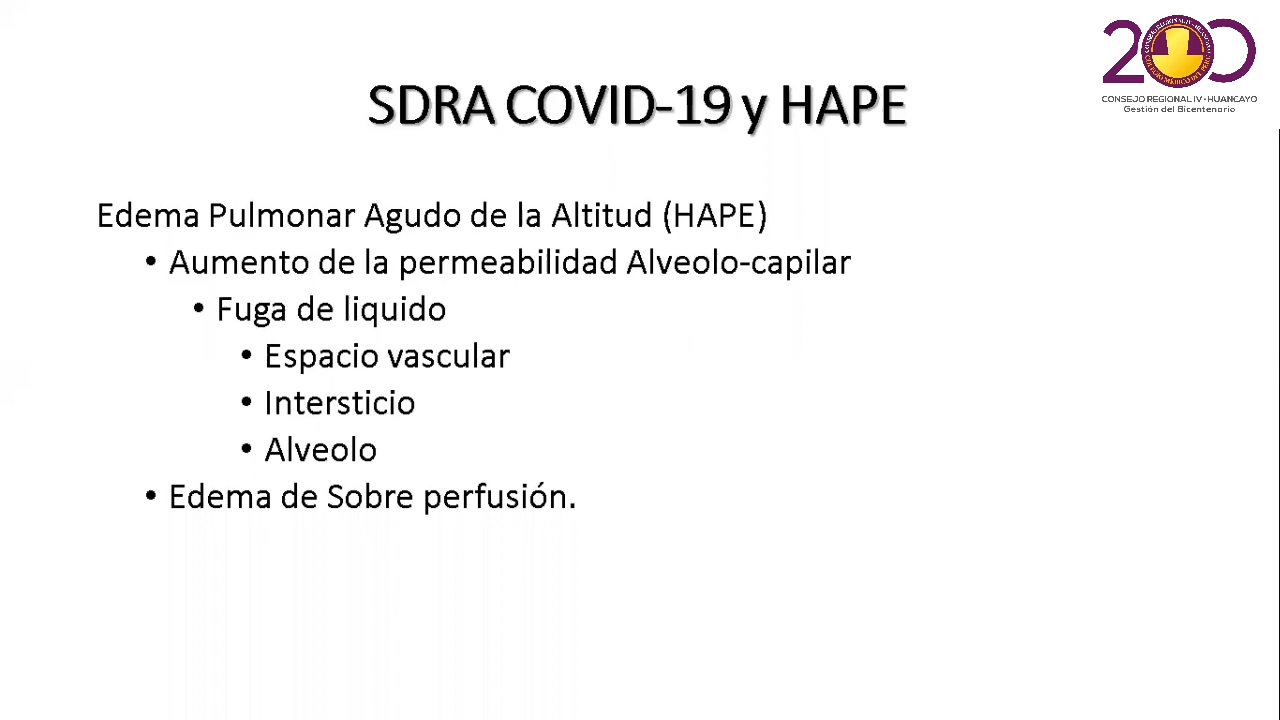 200
CONSEJO REGIONAL IV - HUANCAYO
Gestión del Bicentenario
SDRA COVID-19 y HAPE
Edema Pulmonar Agudo de la Altitud (HAPE)
• Aumento de la permeabilidad Alveolo-capilar
• Fuga de liquido
• Espacio vascular
• Intersticio
• Alveolo
• Edema de Sobre perfusión.